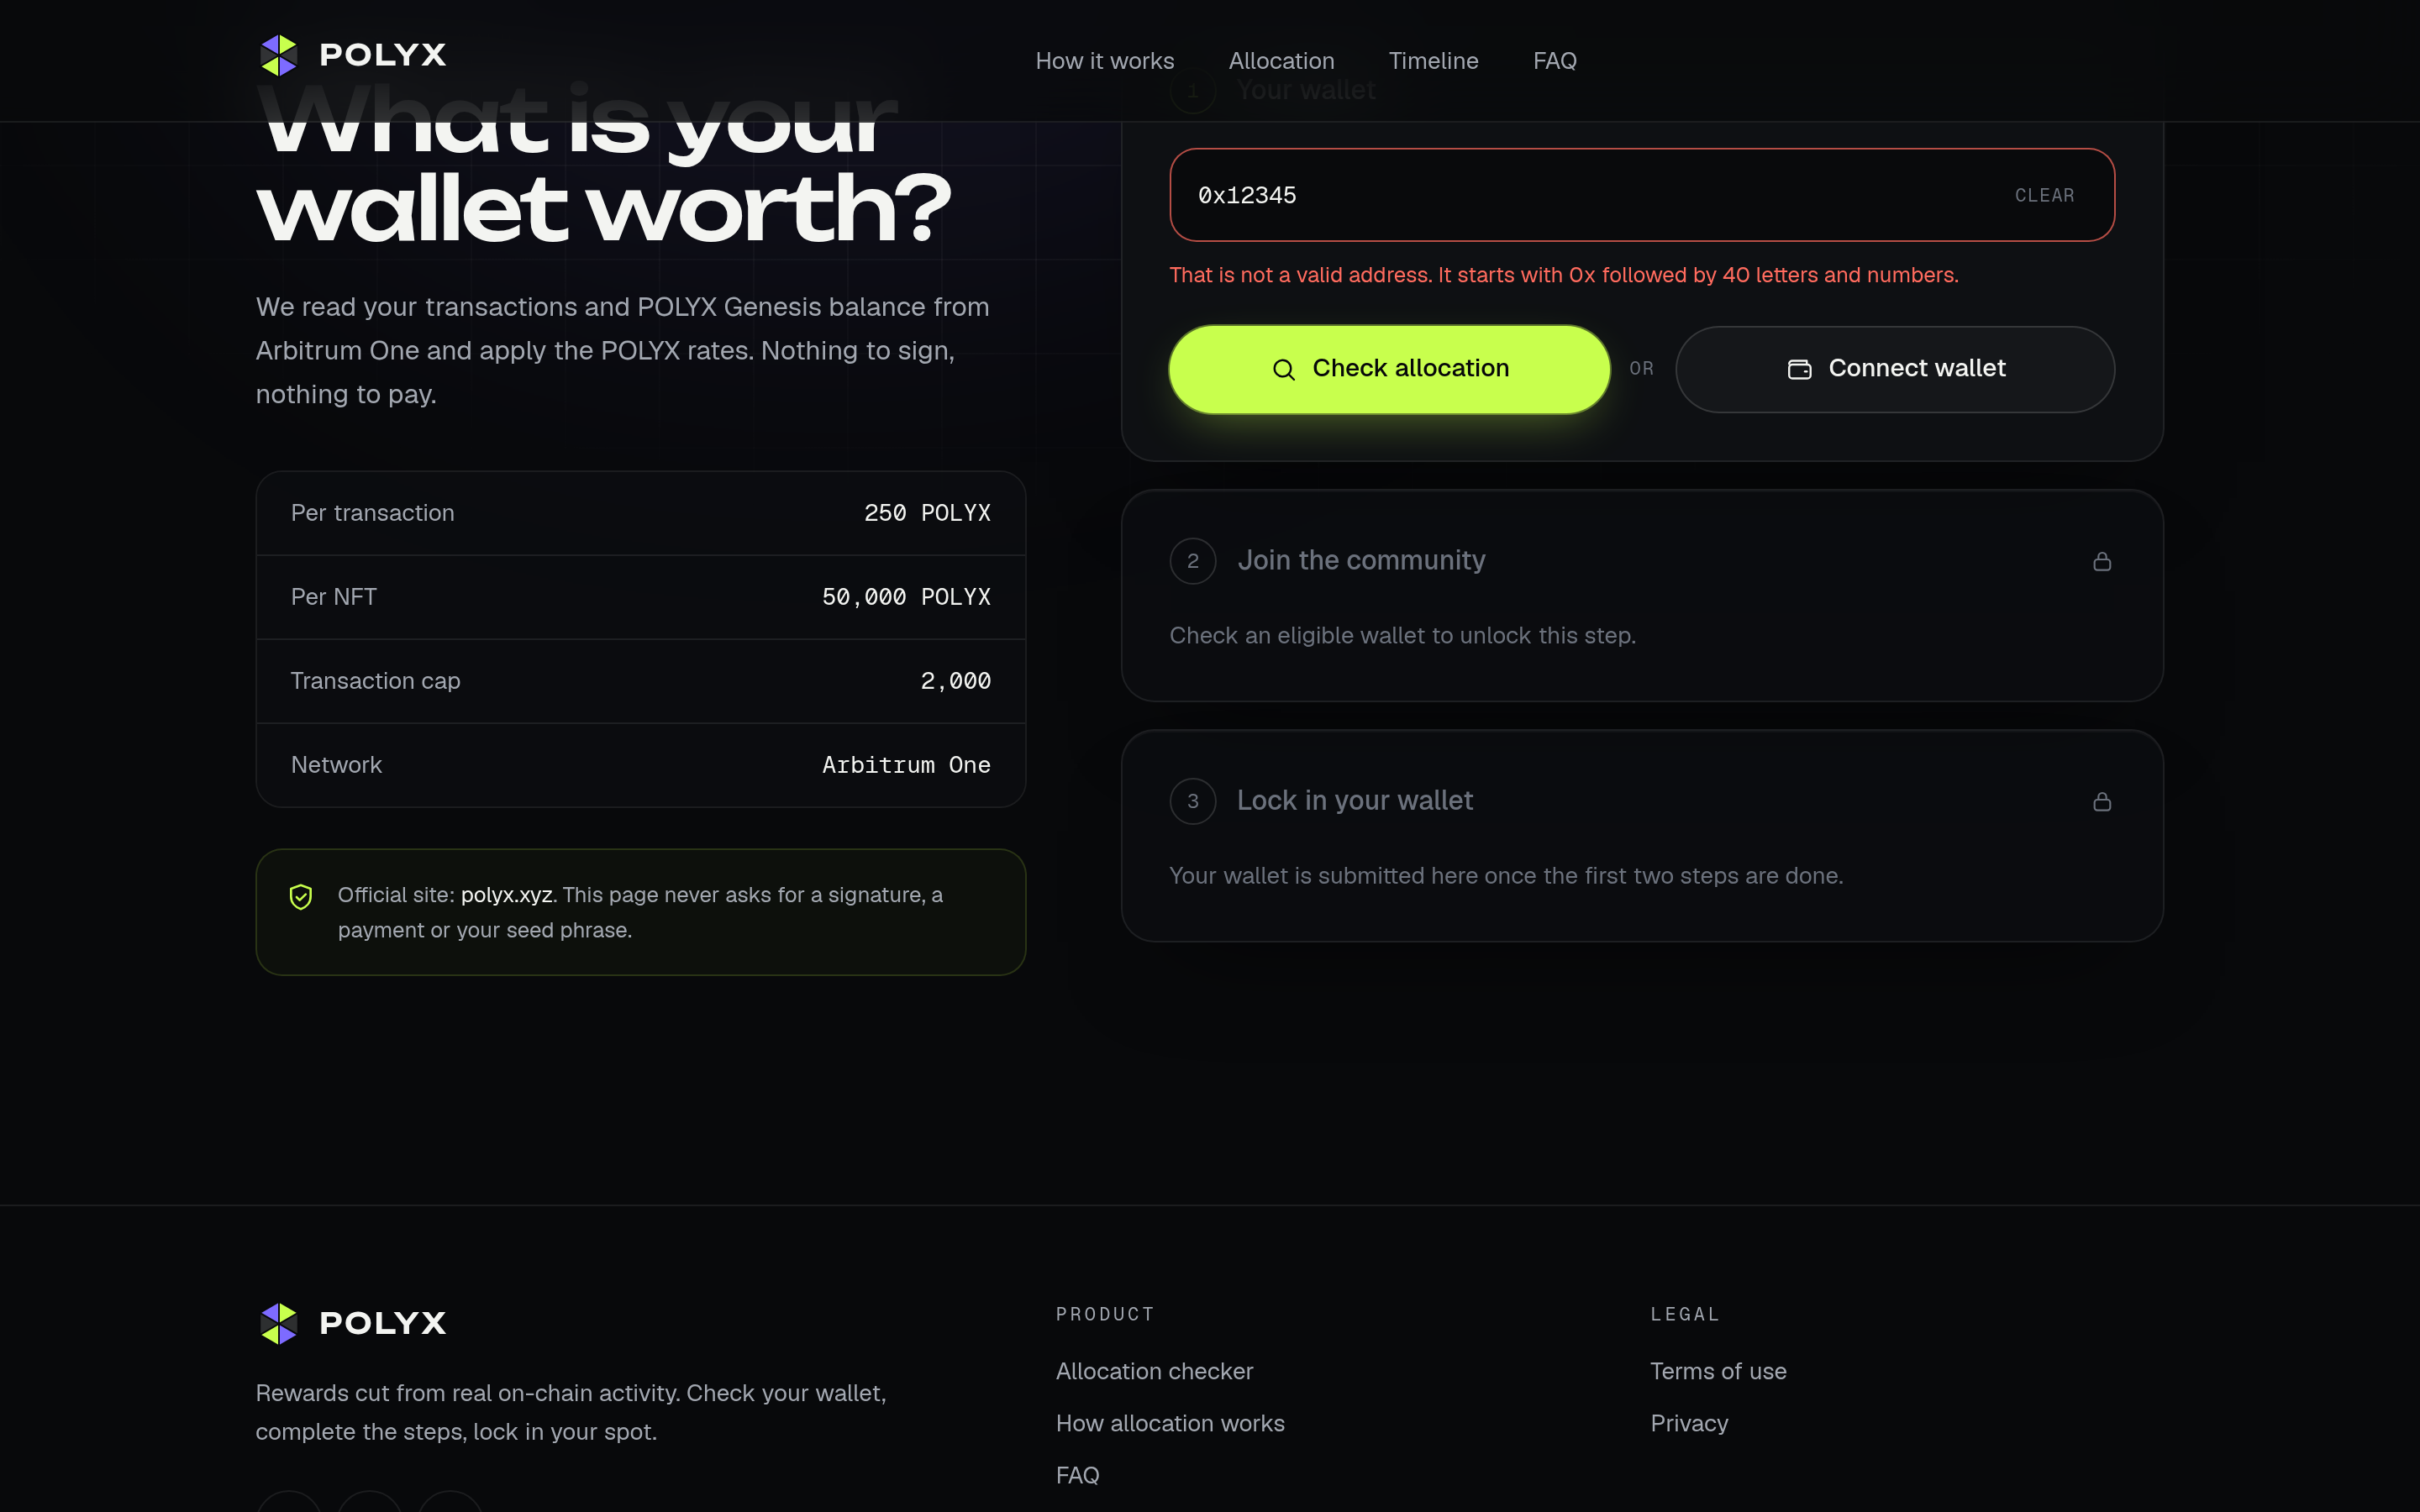 POLYX
How it works
Allocation
Timeline
FAQ
What is your
wallet worth?
We read your transactions and POLYX Genesis balance from
Arbitrum One and apply the POLYX rates. Nothing to sign,
nothing to pay.
Per transaction 250 POLYX
Per NFT 50,000 POLYX
Transaction cap 2,000
Network Arbitrum One
Official site: polyx.xyz. This page never asks for a signature, a
payment or your seed phrase.
1 Your wallet
0x12345 CLEAR
That is not a valid address. It starts with 0x followed by 40 letters and numbers.
Check allocation OR Connect wallet
2 Join the community
Check an eligible wallet to unlock this step.
3 Lock in your wallet
Your wallet is submitted here once the first two steps are done.
POLYX
Rewards cut from real on-chain activity. Check your wallet,
complete the steps, lock in your spot.
PRODUCT
Allocation checker
How allocation works
FAQ
LEGAL
Terms of use
Privacy